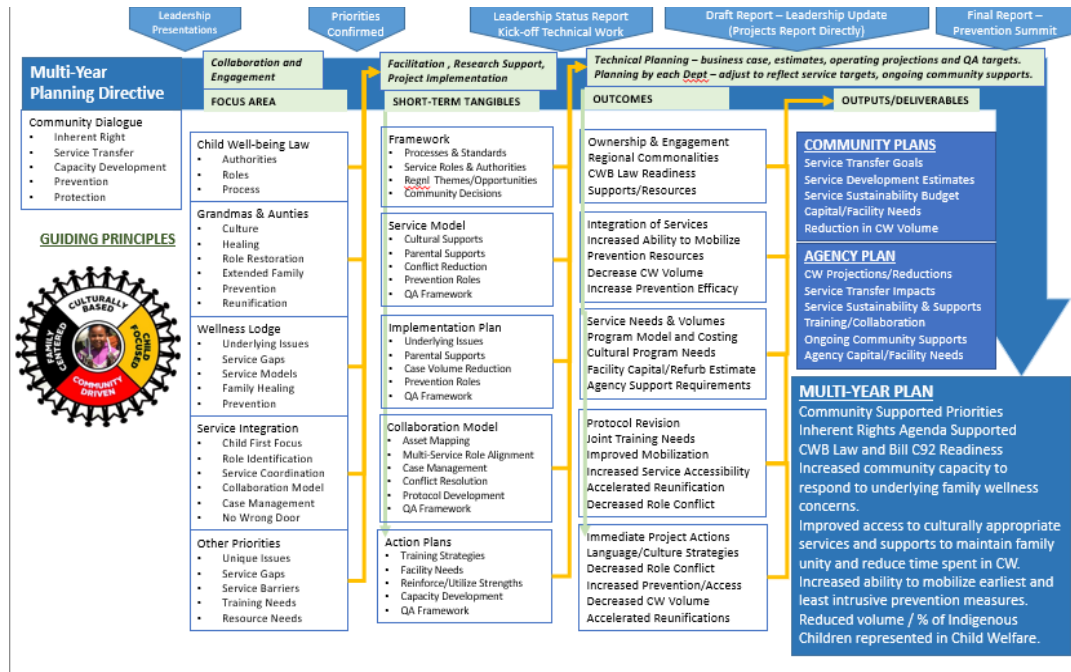 Leadership
Presentations
Priorities
Confirmed
Leadership Status Report
Kick-off Technical Work
Draft Report – Leadership Update
(Projects Report Directly)
Final Report –
Prevention Summit
Multi-Year
Planning Directive
Collaboration and
Engagement
Facilitation , Research Support,
Project Implementation
Technical Planning – business case, estimates, operating projections and QA targets.
Planning by each Dept – adjust to reflect service targets, ongoing community supports.
FOCUS AREA
SHORT-TERM TANGIBLES
OUTCOMES
OUTPUTS/DELIVERABLES
Community Dialogue
• Inherent Right
• Service Transfer
• Capacity Development
• Prevention
• Protection
GUIDING PRINCIPLES
CULTURALLY
BASED
CHILD
FOCUSED
COMMUNITY
DRIVEN
FAMILY
CENTERED
Child Well-being Law
• Authorities
• Roles
• Process
Grandmas & Aunties
• Culture
• Healing
• Role Restoration
• Extended Family
• Prevention
• Reunification
Wellness Lodge
• Underlying Issues
• Service Gaps
• Service Models
• Family Healing
• Prevention
Service Integration
• Child First Focus
• Role Identification
• Service Coordination
• Collaboration Model
• Case Management
• No Wrong Door
Other Priorities
• Unique Issues
• Service Gaps
• Service Barriers
• Training Needs
• Resource Needs
Framework
• Processes & Standards
• Service Roles & Authorities
• Regnl Themes/Opportunities
• Community Decisions
Service Model
• Cultural Supports
• Parental Supports
• Conflict Reduction
• Prevention Roles
• QA Framework
Implementation Plan
• Underlying Issues
• Parental Supports
• Case Volume Reduction
• Prevention Roles
• QA Framework
Collaboration Model
• Asset Mapping
• Multi-Service Role Alignment
• Case Management
• Conflict Resolution
• Protocol Development
• QA Framework
Action Plans
• Training Strategies
• Facility Needs
• Reinforce/Utilize Strengths
• Capacity Development
• QA Framework
Ownership & Engagement
Regional Commonalities
CWB Law Readiness
Supports/Resources
Integration of Services
Increased Ability to Mobilize
Prevention Resources
Decrease CW Volume
Increase Prevention Efficacy
Service Needs & Volumes
Program Model and Costing
Cultural Program Needs
Facility Capital/Refurb Estimate
Agency Support Requirements
Protocol Revision
Joint Training Needs
Improved Mobilization
Increased Service Accessibility
Accelerated Reunification
Decreased Role Conflict
Immediate Project Actions
Language/Culture Strategies
Decreased Role Conflict
Increased Prevention/Access
Decreased CW Volume
Accelerated Reunifications
COMMUNITY PLANS
Service Transfer Goals
Service Development Estimates
Service Sustainability Budget
Capital/Facility Needs
Reduction in CW Volume
AGENCY PLAN
CW Projections/Reductions
Service Transfer Impacts
Service Sustainability & Supports
Training/Collaboration
Ongoing Community Supports
Agency Capital/Facility Needs
MULTI-YEAR PLAN
Community Supported Priorities
Inherent Rights Agenda Supported
CWB Law and Bill C92 Readiness
Increased community capacity to
respond to underlying family wellness
concerns.
Improved access to culturally appropriate
services and supports to maintain family
unity and reduce time spent in CW.
Increased ability to mobilize earliest and
least intrusive prevention measures.
Reduced volume / % of Indigenous
Children represented in Child Welfare.